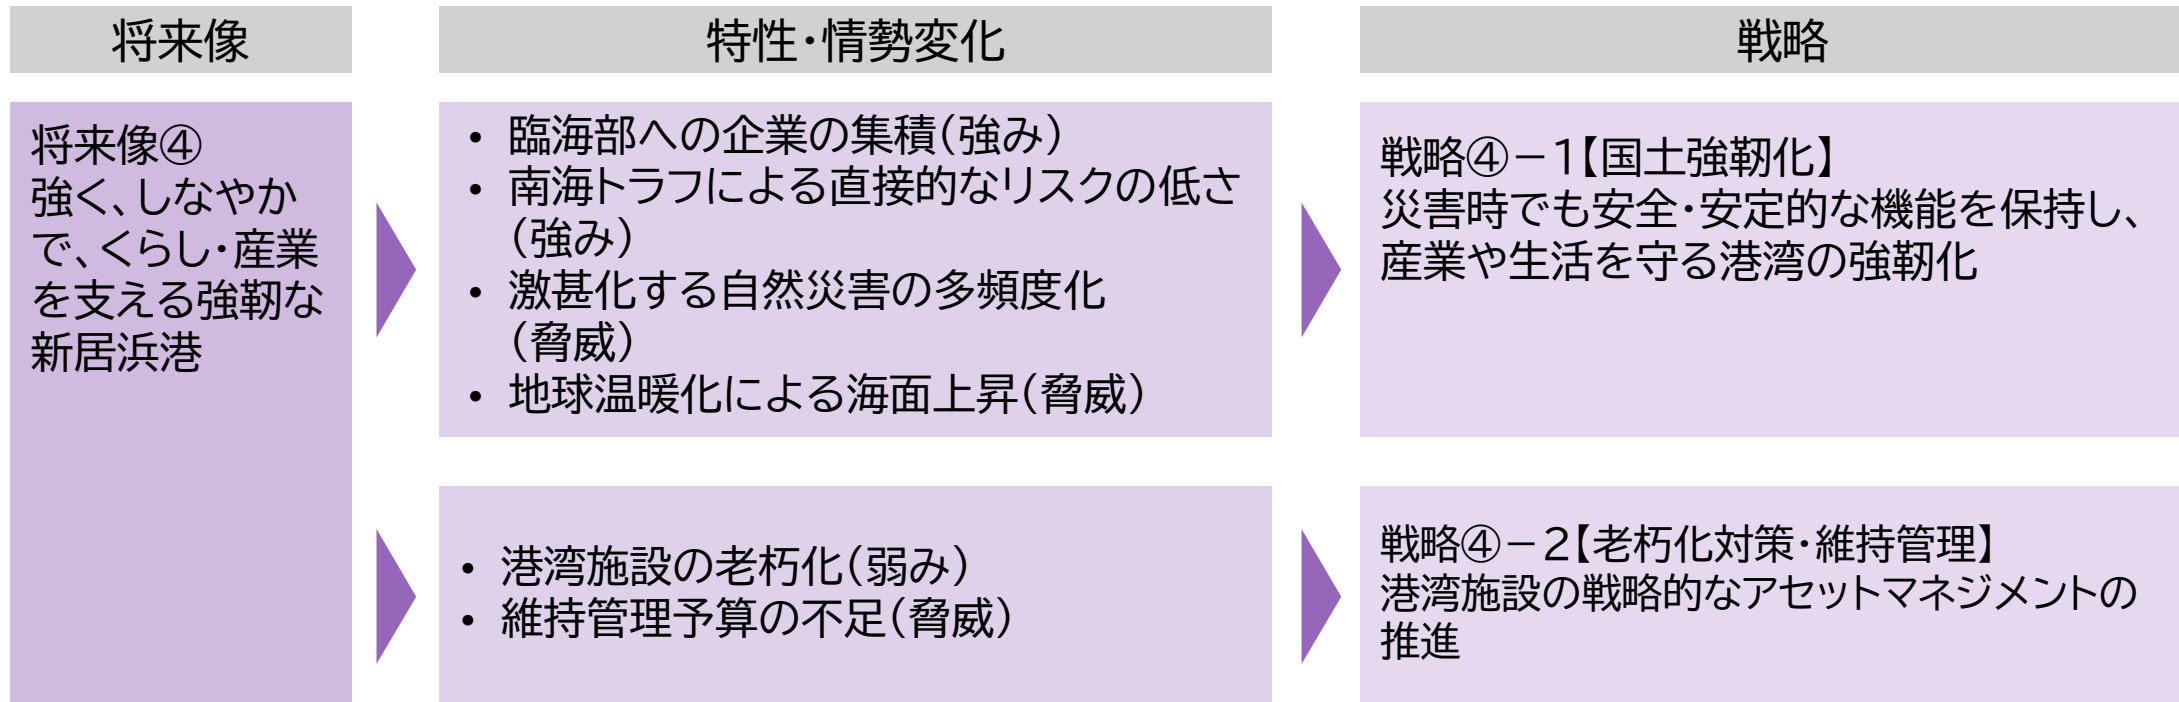 将来像
特性・情勢変化
戦略
将来像④
強く、しなやか
で、くらし・産業
を支える強靭な
新居浜港
• 臨海部への企業の集積(強み)
• 南海トラフによる直接的なリスクの低さ
(強み)
• 激甚化する自然災害の多頻度化
(脅威)
• 地球温暖化による海面上昇(脅威)
戦略④－1【国土強靭化】
災害時でも安全・安定的な機能を保持し、
産業や生活を守る港湾の強靭化
• 港湾施設の老朽化(弱み)
• 維持管理予算の不足(脅威)
戦略④－2【老朽化対策・維持管理】
港湾施設の戦略的なアセットマネジメントの
推進